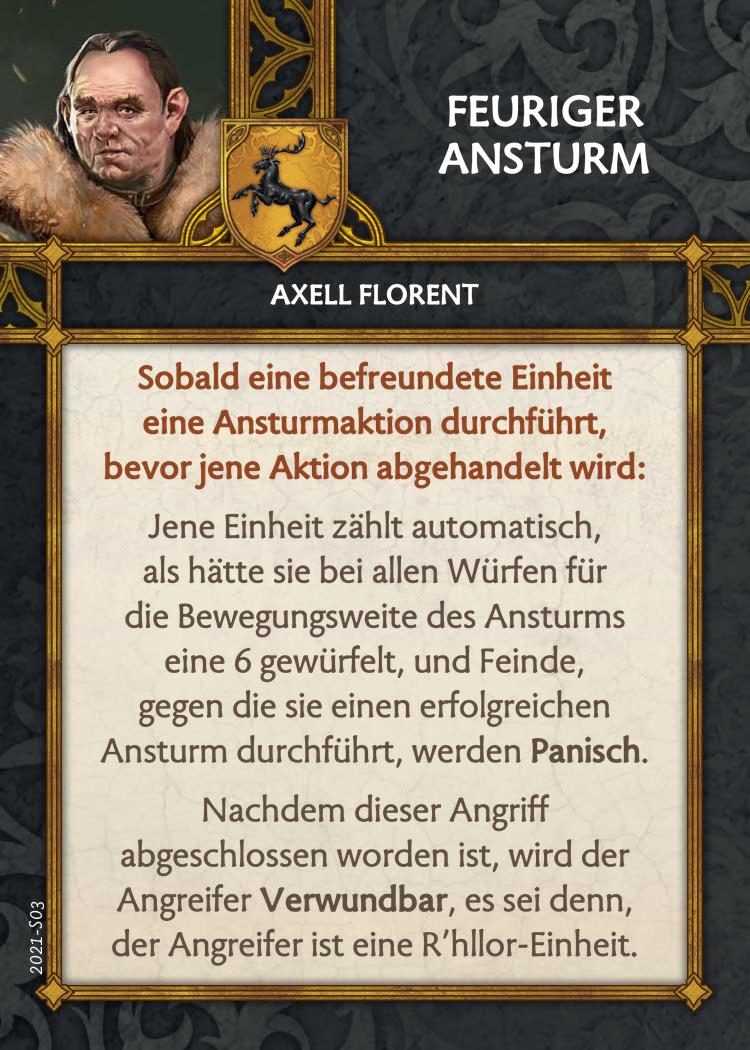 FEURIGER
ANSTURM
AXELL FLORENT
Sobald eine befreundete Einheit
eine Ansturmaktion durchführt,
bevor jene Aktion abgehandelt wird:
Jene Einheit zählt automatisch,
als hätte sie bei allen Würfen für
die Bewegungsweite des Ansturms
eine 6 gewürfelt, und Feinde,
gegen die sie einen erfolgreichen
Ansturm durchführt, werden Panisch.
Nachdem dieser Angriff
abgeschlossen worden ist, wird der
Angreifer Verwundbar, es sei denn,
der Angreifer ist eine R’hllor-Einheit.
2021-S03